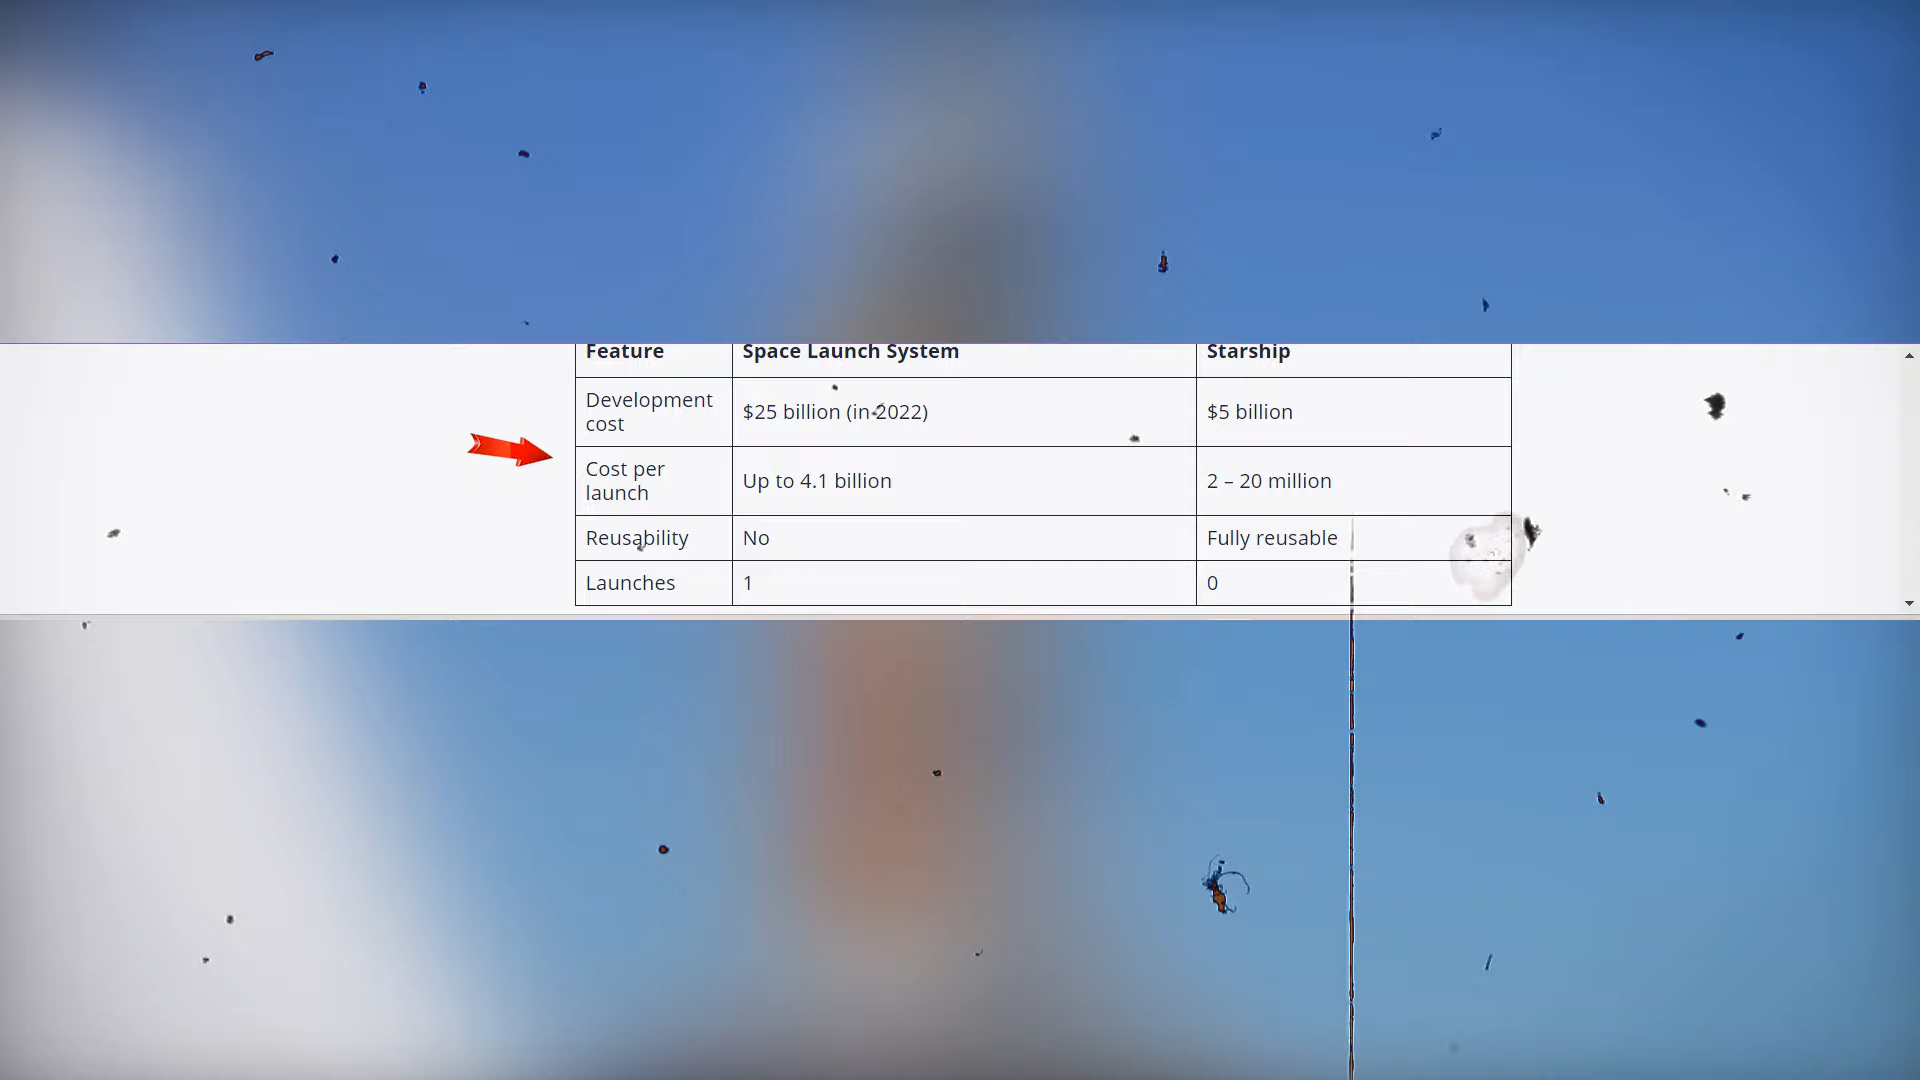 Feature Space Launch System Starship
Development cost $25 billion (in 2022) $5 billion
Cost per launch Up to 4.1 billion 2 – 20 million
Reusability No Fully reusable
Launches 1 0